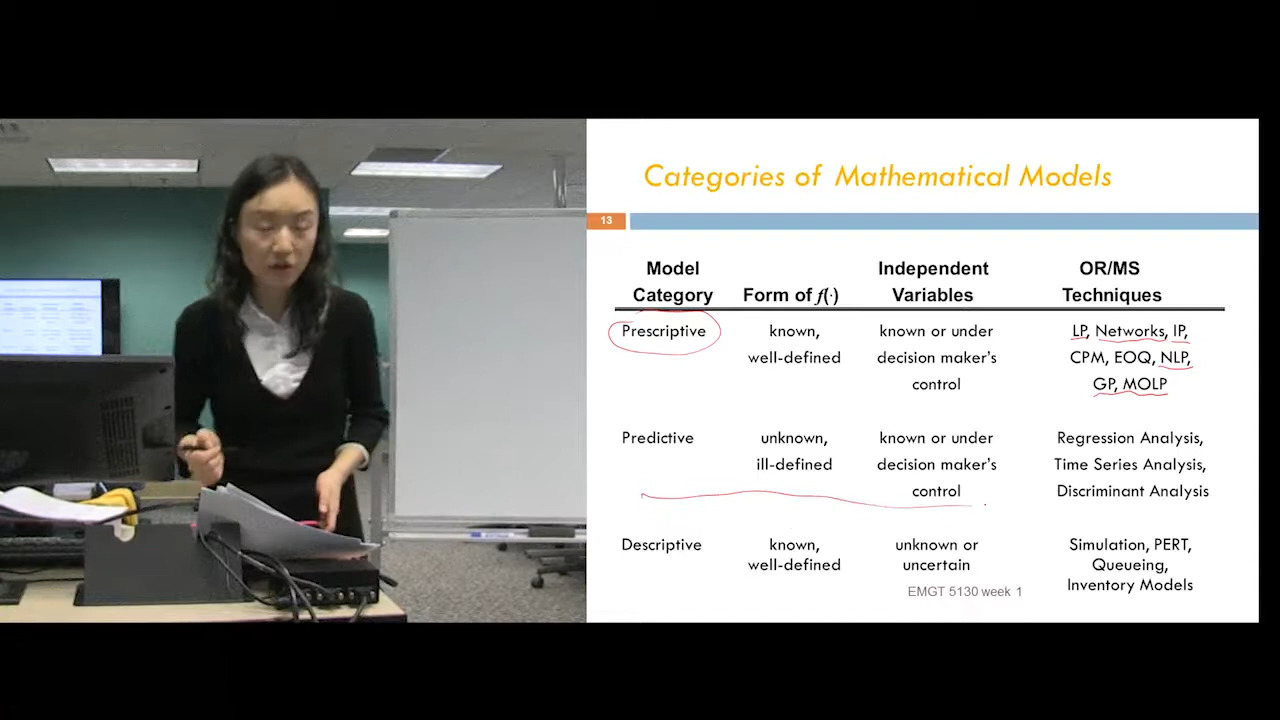 Categories of Mathematical Models
13
Model Independent OR/MS
Category Form of f(·) Variables Techniques
Prescriptive known, known or under LP, Networks, IP,
well-defined decision maker's CPM, EOQ, NLP,
control GP, MOLP
Predictive unknown, known or under Regression Analysis,
ill-defined decision maker's Time Series Analysis,
control Discriminant Analysis
Descriptive known, unknown or Simulation, PERT,
well-defined uncertain Queueing,
EMGT 5130 week 1 Inventory Models